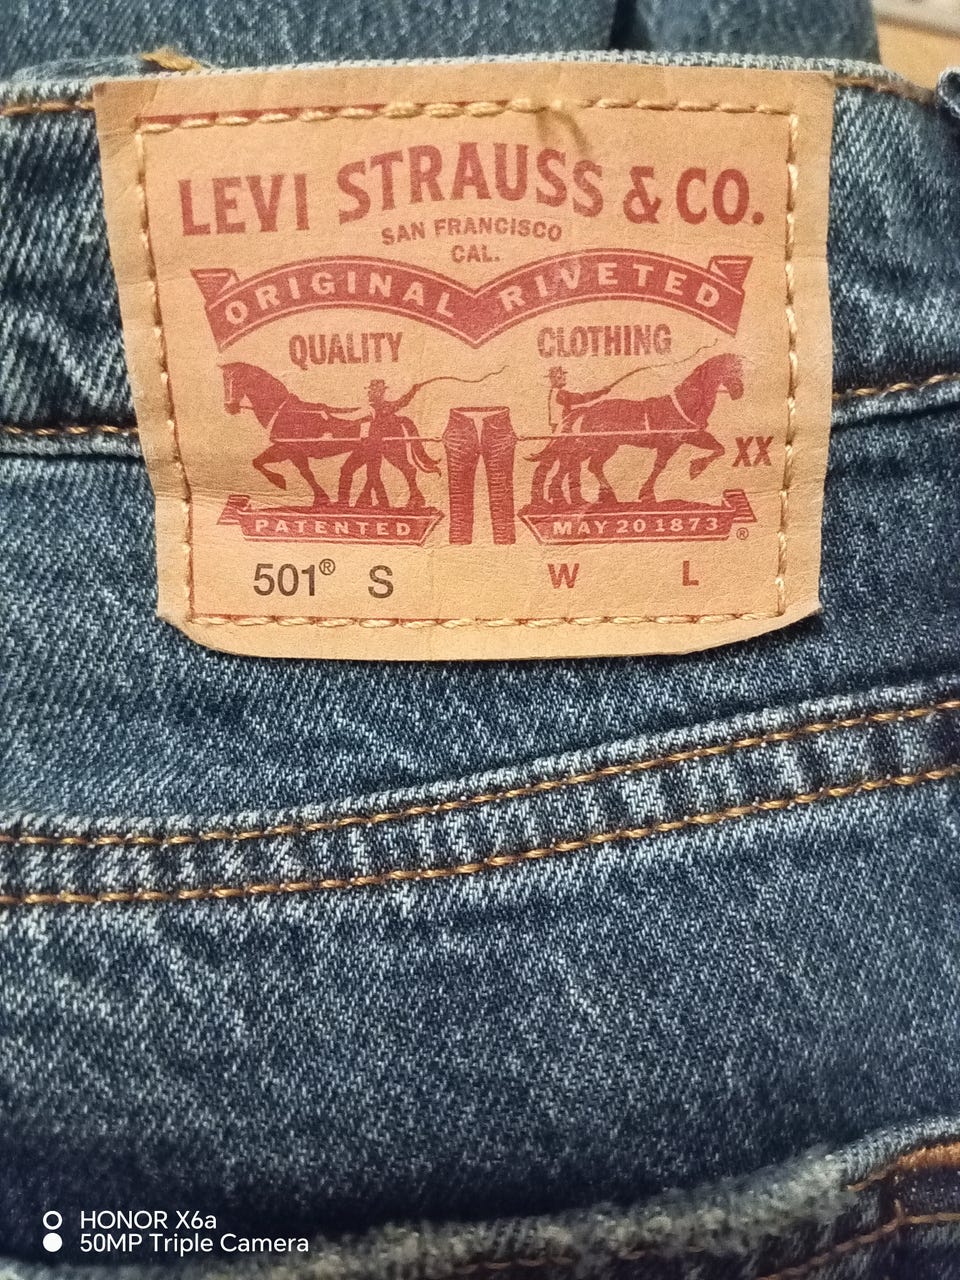 LEVI STRAUSS & CO.
SAN FRANCISCO
CAL.
ORIGINAL RIVETED
QUALITY CLOTHING
XX
PATENTED MAY 20 1873 ®
501® S W L
HONOR X6a
50MP Triple Camera